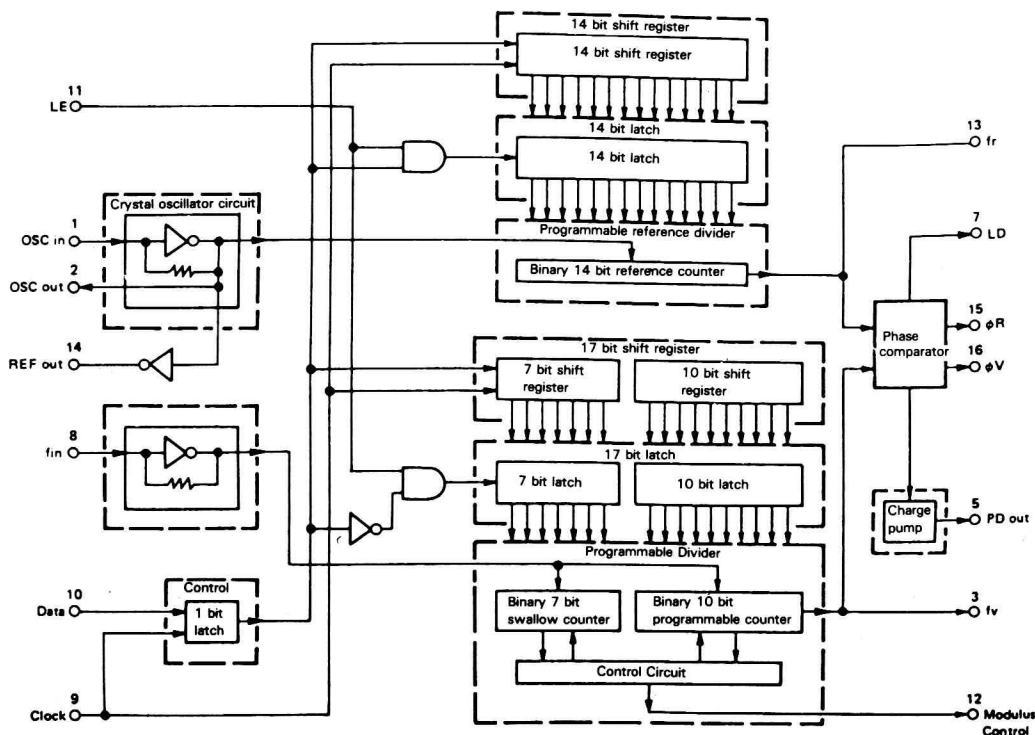 14 bit shift register
14 bit shift register
11
LE
14 bit latch
14 bit latch
13
fr
Crystal oscillator circuit
1
OSC in
2
OSC out
Programmable reference divider
Binary 14 bit reference counter
7
LD
14
REF out
Phase
comparator
15
φR
16
φV
17 bit shift register
7 bit shift
register
10 bit shift
register
8
fin
17 bit latch
7 bit latch
10 bit latch
Charge
pump
5
PD out
Programmable Divider
Control
10
Data
1 bit
latch
Binary 7 bit
swallow counter
Binary 10 bit
programmable counter
3
fv
Control Circuit
9
Clock
12
Modulus
Control